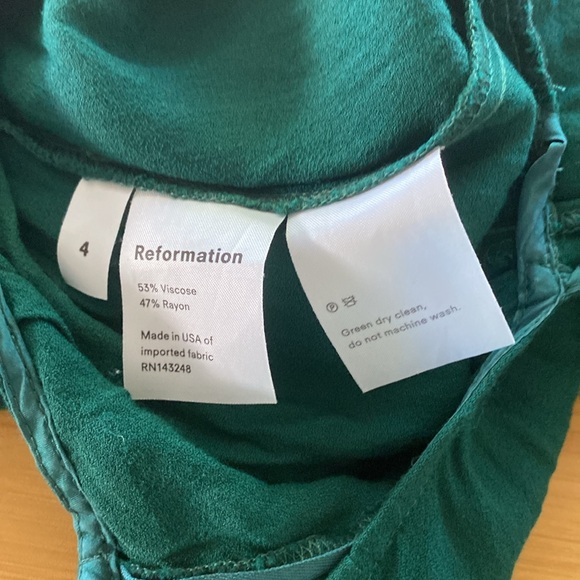 4
Reformation
53% Viscose
47% Rayon
Made in USA of
imported fabric
RN143248
Green dry clean,
do not machine wash.